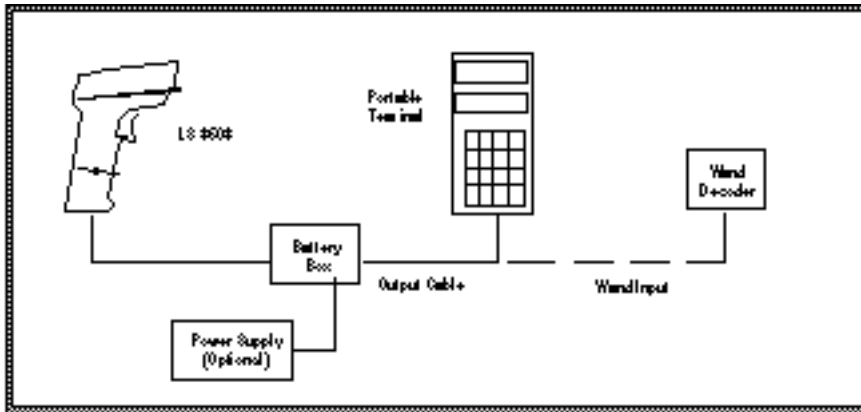 Portable
Terminal
Wand
Decoder
Battery
Box
Output Cable
Wand Input
Power Supply
(Optional)